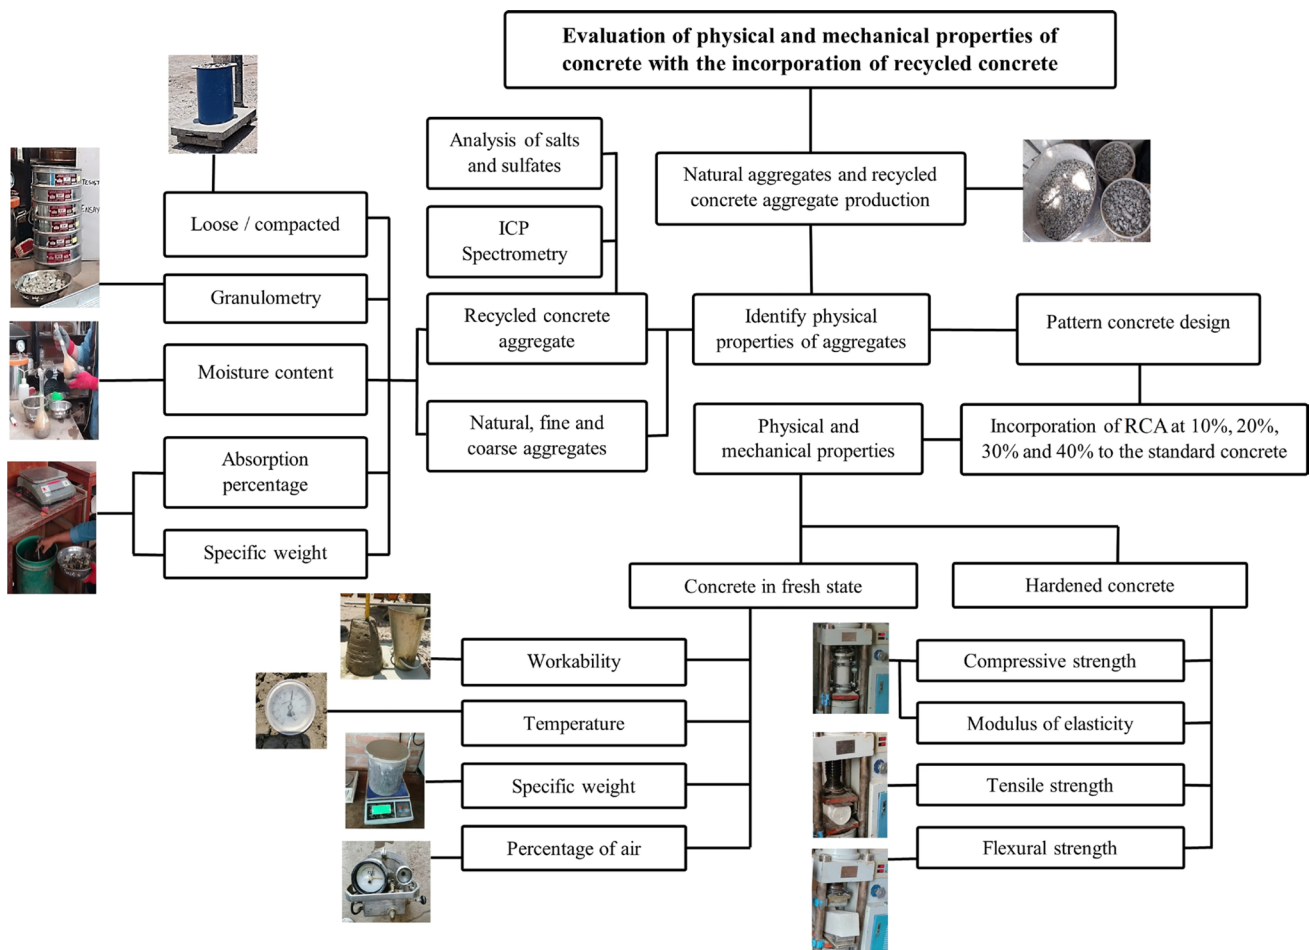 Evaluation of physical and mechanical properties of
concrete with the incorporation of recycled concrete
Analysis of salts
and sulfates
Natural aggregates and recycled
concrete aggregate production
Loose / compacted
ICP
Spectrometry
Granulometry
Recycled concrete
aggregate
Identify physical
properties of aggregates
Pattern concrete design
Moisture content
Natural, fine and
coarse aggregates
Physical and
mechanical properties
Incorporation of RCA at 10%, 20%,
30% and 40% to the standard concrete
Absorption
percentage
Specific weight
Concrete in fresh state
Hardened concrete
Workability
Temperature
Specific weight
Percentage of air
Compressive strength
Modulus of elasticity
Tensile strength
Flexural strength